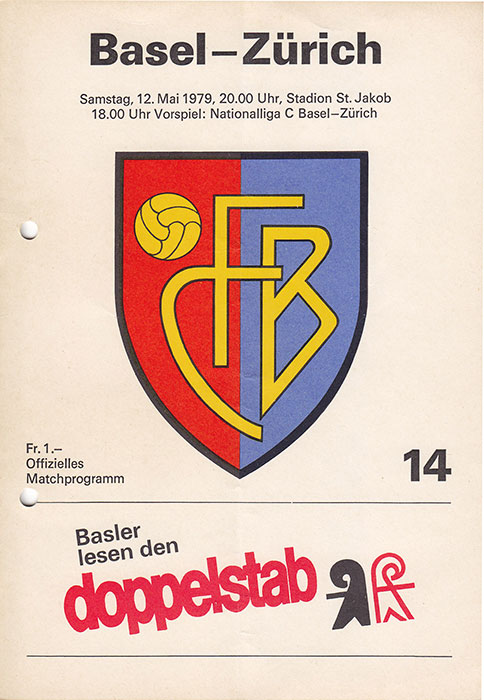 Basel–Zürich
Samstag, 12. Mai 1979, 20.00 Uhr, Stadion St. Jakob
18.00 Uhr Vorspiel: Nationalliga C Basel–Zürich
FCB
Fr. 1.–
Offizielles
Matchprogramm
14
Basler
lesen den
doppelstab